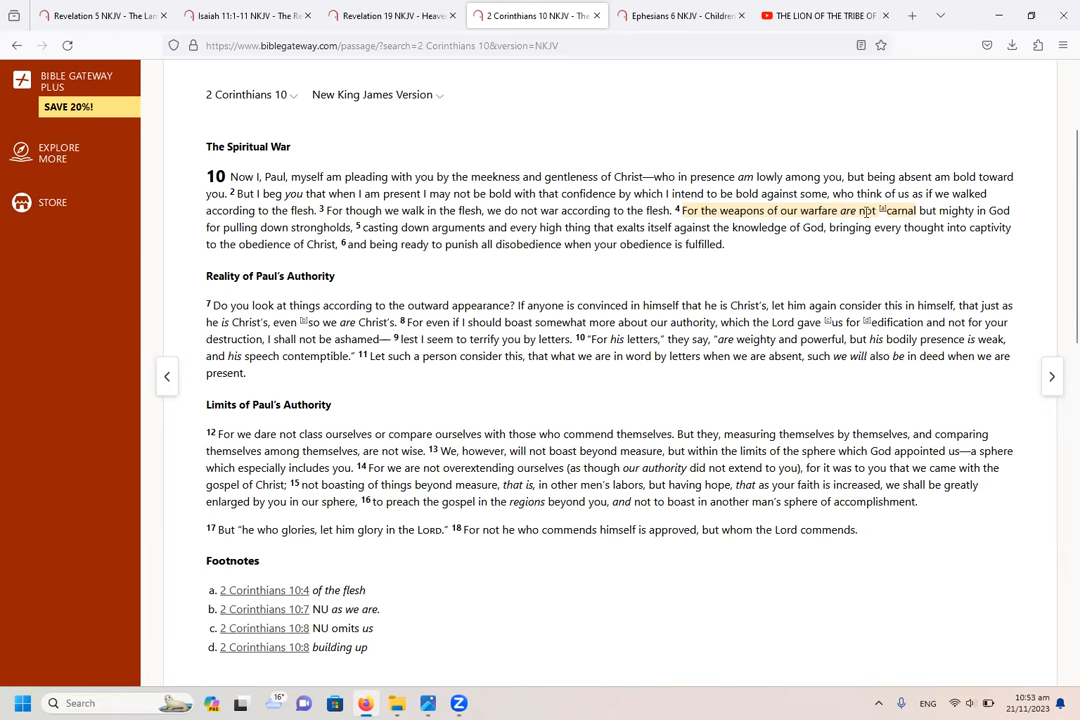 Revelation 5 NKJV - The Lam
Isaiah 11:1-11 NKJV - The Re
Revelation 19 NKJV - Heaven
2 Corinthians 10 NKJV - The
Ephesians 6 NKJV - Children
THE LION OF THE TRIBE OF
https://www.biblegateway.com/passage/?search=2 Corinthians 10&version=NKJV
BIBLE GATEWAY
PLUS
SAVE 20%!
EXPLORE
MORE
STORE
2 Corinthians 10 New King James Version
The Spiritual War
10 Now I, Paul, myself am pleading with you by the meekness and gentleness of Christ—who in presence am lowly among you, but being absent am bold toward
you. 2 But I beg you that when I am present I may not be bold with that confidence by which I intend to be bold against some, who think of us as if we walked
according to the flesh. 3 For though we walk in the flesh, we do not war according to the flesh. 4 For the weapons of our warfare are not [a]carnal but mighty in God
for pulling down strongholds, 5 casting down arguments and every high thing that exalts itself against the knowledge of God, bringing every thought into captivity
to the obedience of Christ, 6 and being ready to punish all disobedience when your obedience is fulfilled.
Reality of Paul's Authority
7 Do you look at things according to the outward appearance? If anyone is convinced in himself that he is Christ's, let him again consider this in himself, that just as
he is Christ's, even [b]so we are Christ's. 8 For even if I should boast somewhat more about our authority, which the Lord gave [c]us for [d]edification and not for your
destruction, I shall not be ashamed— 9 lest I seem to terrify you by letters. 10 "For his letters," they say, "are weighty and powerful, but his bodily presence is weak,
and his speech contemptible." 11 Let such a person consider this, that what we are in word by letters when we are absent, such we will also be in deed when we are
present.
Limits of Paul's Authority
12 For we dare not class ourselves or compare ourselves with those who commend themselves. But they, measuring themselves by themselves, and comparing
themselves among themselves, are not wise. 13 We, however, will not boast beyond measure, but within the limits of the sphere which God appointed us—a sphere
which especially includes you. 14 For we are not overextending ourselves (as though our authority did not extend to you), for it was to you that we came with the
gospel of Christ; 15 not boasting of things beyond measure, that is, in other men's labors, but having hope, that as your faith is increased, we shall be greatly
enlarged by you in our sphere, 16 to preach the gospel in the regions beyond you, and not to boast in another man's sphere of accomplishment.
17 But "he who glories, let him glory in the LORD." 18 For not he who commends himself is approved, but whom the Lord commends.
Footnotes
a. 2 Corinthians 10:4 of the flesh
b. 2 Corinthians 10:7 NU as we are.
c. 2 Corinthians 10:8 NU omits us
d. 2 Corinthians 10:8 building up
Search
16°
ENG
10:53 am
21/11/2023